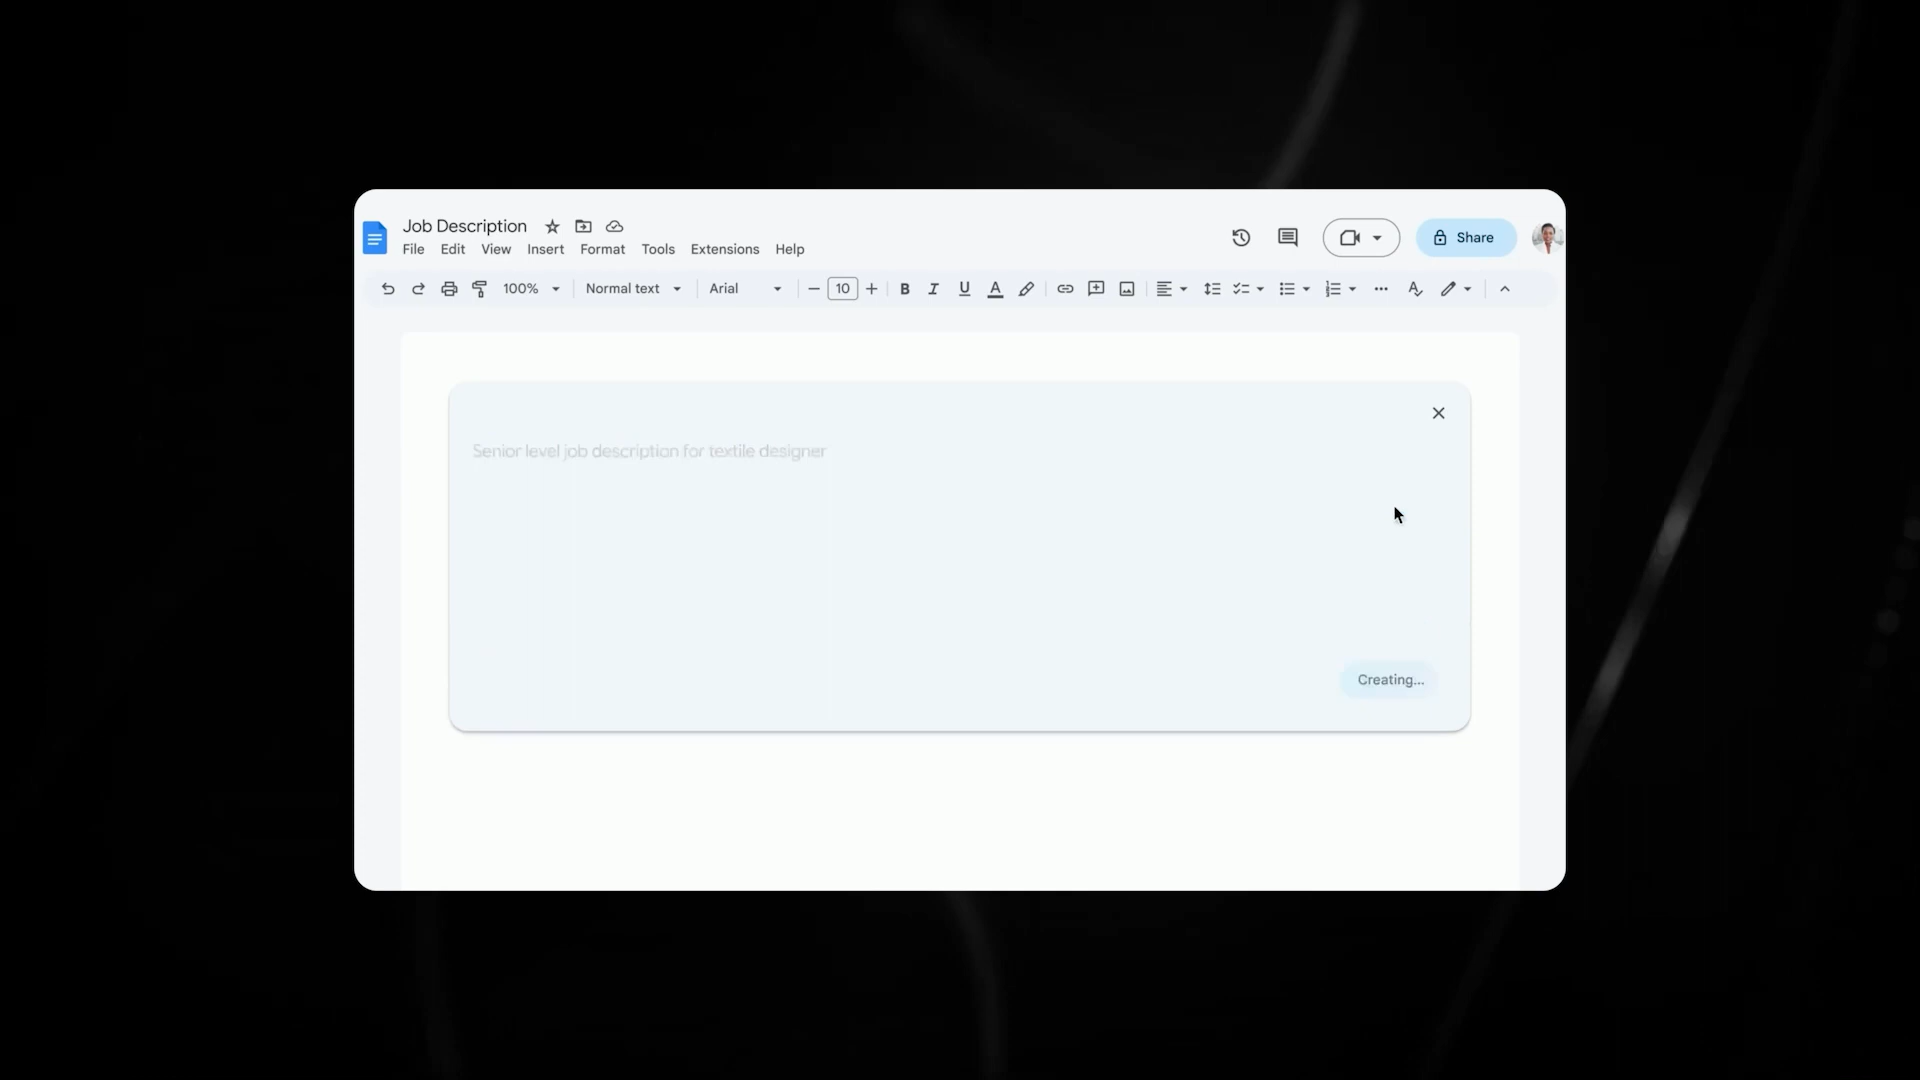 Job Description
File Edit View Insert Format Tools Extensions Help
Share
100% Normal text Arial 10 B I U A
Senior level job description for textile designer
Creating...